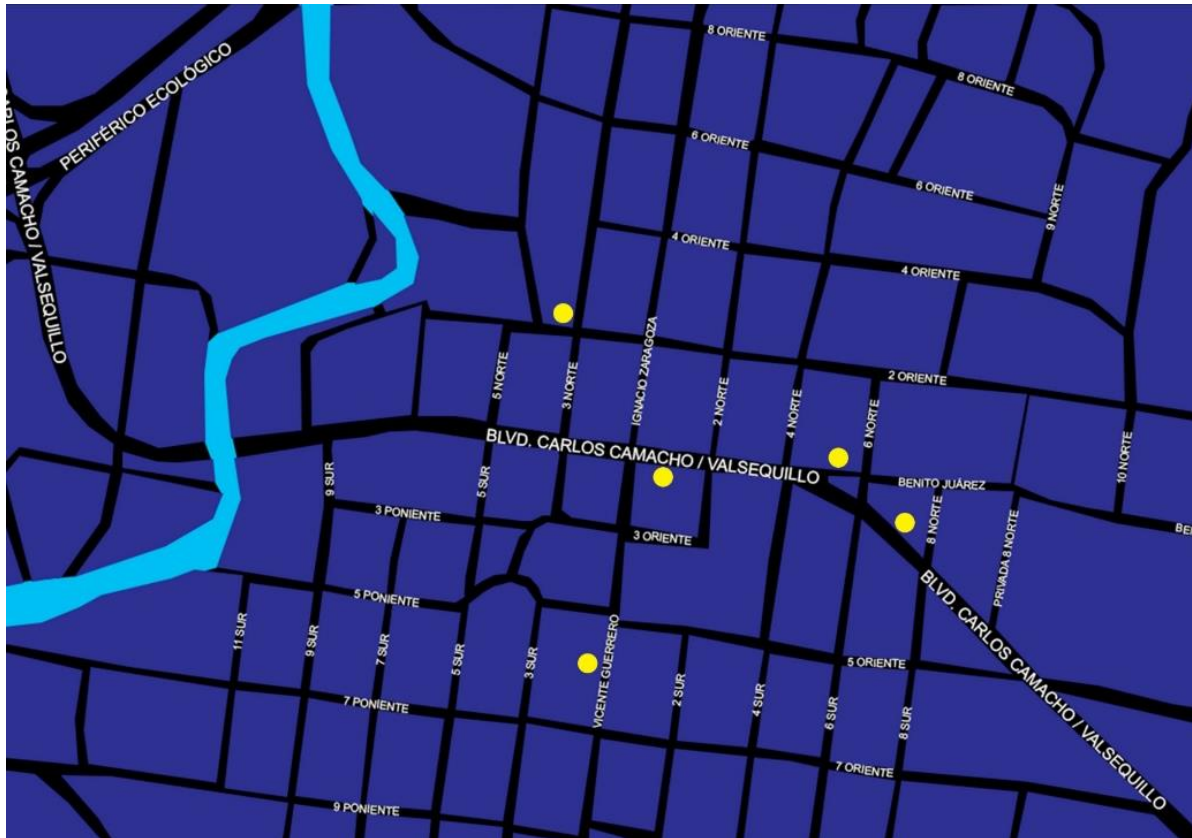 8 ORIENTE
PERIFÉRICO ECOLÓGICO
8 ORIENTE
CARLOS CAMACHO / VALSEQUILLO
6 ORIENTE
6 ORIENTE
9 NORTE
4 ORIENTE
4 ORIENTE
IGNACIO ZARAGOZA
5 NORTE
3 NORTE
2 NORTE
4 NORTE
6 NORTE
2 ORIENTE
10 NORTE
BLVD. CARLOS CAMACHO / VALSEQUILLO
9 SUR
5 SUR
BENITO JUÁREZ
3 PONIENTE
3 ORIENTE
8 NORTE
PRIVADA 8 NORTE
BEN
5 PONIENTE
BLVD. CARLOS CAMACHO / VALSEQUILLO
11 SUR
9 SUR
7 SUR
5 SUR
3 SUR
VICENTE GUERRERO
2 SUR
4 SUR
6 SUR
8 SUR
5 ORIENTE
7 PONIENTE
7 ORIENTE
9 PONIENTE